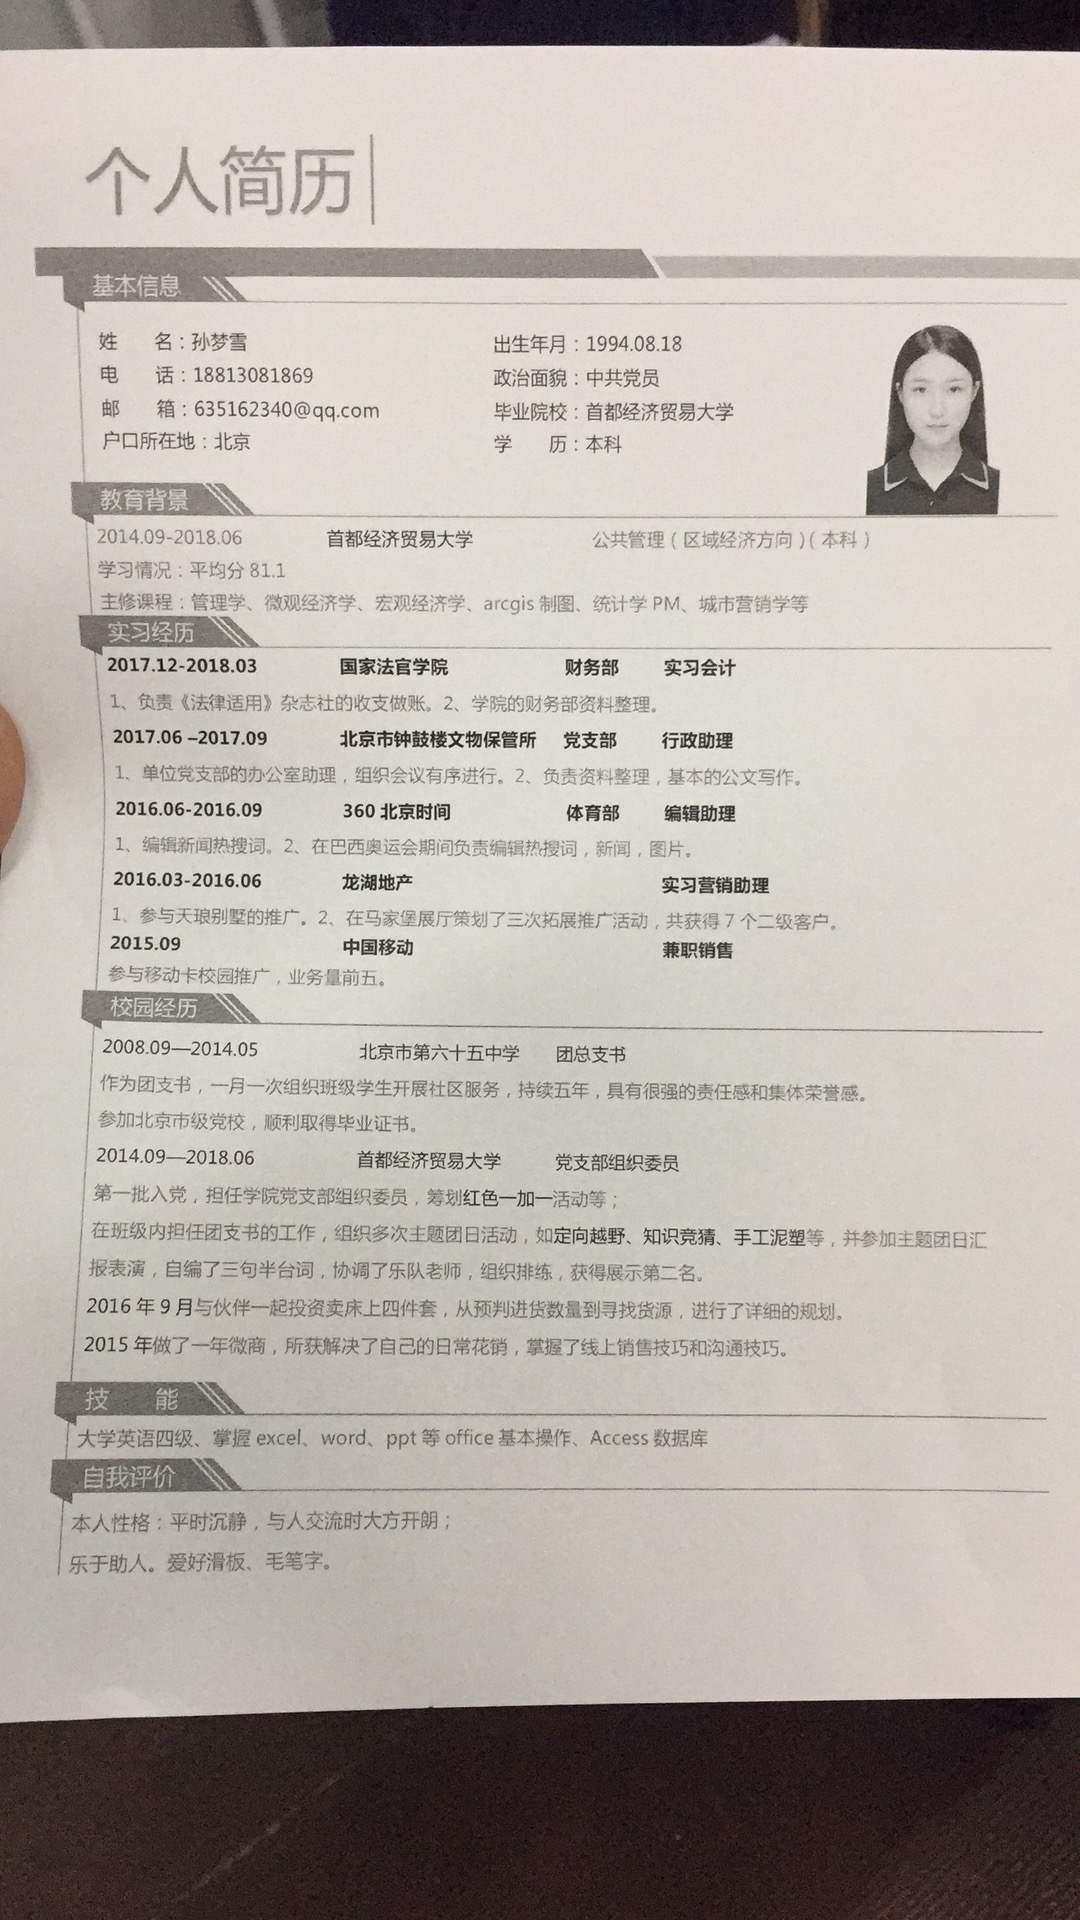 个人简历
基本信息
姓 名：孙梦雪 出生年月：1994.08.18
电 话：18813081869 政治面貌：中共党员
邮 箱：635162340@qq.com 毕业院校：首都经济贸易大学
户口所在地：北京 学 历：本科
教育背景
2014.09-2018.06 首都经济贸易大学 公共管理（区域经济方向）（本科）
学习情况：平均分 81.1
主修课程：管理学、微观经济学、宏观经济学、arcgis 制图、统计学 PM、城市营销学等
实习经历
2017.12-2018.03 国家法官学院 财务部 实习会计
1、负责《法律适用》杂志社的收支做账。2、学院的财务部资料整理。
2017.06 –2017.09 北京市钟鼓楼文物保管所 党支部 行政助理
1、单位党支部的办公室助理，组织会议有序进行。2、负责资料整理，基本的公文写作。
2016.06-2016.09 360 北京时间 体育部 编辑助理
1、编辑新闻热搜词。2、在巴西奥运会期间负责编辑热搜词，新闻，图片。
2016.03-2016.06 龙湖地产 实习营销助理
1、参与天琅别墅的推广。2、在马家堡展厅策划了三次拓展推广活动，共获得 7 个二级客户。
2015.09 中国移动 兼职销售
参与移动卡校园推广，业务量前五。
校园经历
2008.09—2014.05 北京市第六十五中学 团总支书
作为团支书，一月一次组织班级学生开展社区服务，持续五年，具有很强的责任感和集体荣誉感。
参加北京市级党校，顺利取得毕业证书。
2014.09—2018.06 首都经济贸易大学 党支部组织委员
第一批入党，担任学院党支部组织委员，筹划红色一加一活动等；
在班级内担任团支书的工作，组织多次主题团日活动，如定向越野、知识竞猜、手工泥塑等，并参加主题团日汇
报表演，自编了三句半台词，协调了乐队老师，组织排练，获得展示第二名。
2016 年 9 月与伙伴一起投资卖床上四件套，从预判进货数量到寻找货源，进行了详细的规划。
2015 年做了一年微商，所获解决了自己的日常花销，掌握了线上销售技巧和沟通技巧。
技 能
大学英语四级、掌握 excel、word、ppt 等 office 基本操作、Access 数据库
自我评价
本人性格：平时沉静，与人交流时大方开朗；
乐于助人。爱好滑板、毛笔字。